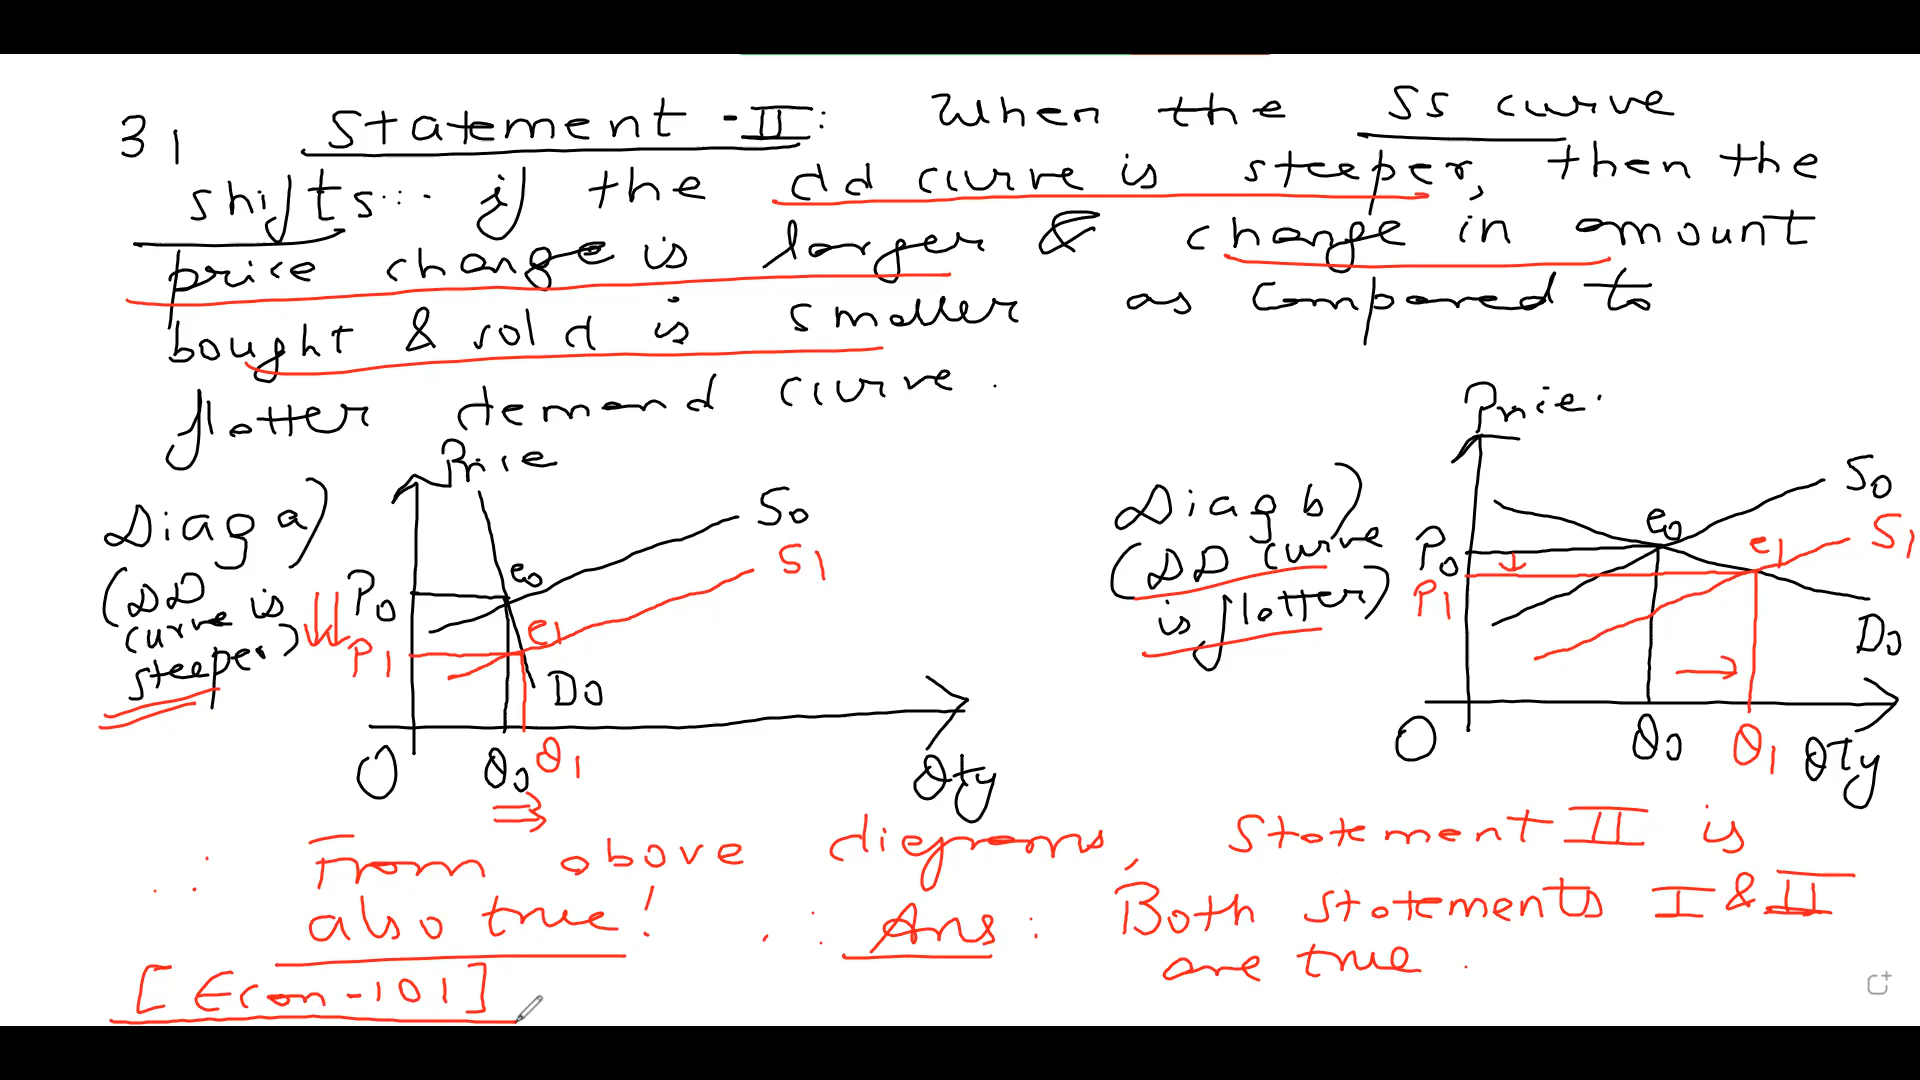 3) Statement-II: When the SS curve
shifts... if the dd curve is steeper, then the
price change is larger & change in amount
bought & sold is smaller as compared to
flatter demand curve.
Diag a)
(DD
curve is
steeper)
Price
P0
P1
e0
e1
S0
S1
D0
O
Q0
Q1
Qty
Diag b)
(DD curve
is flatter)
Price.
P0
P1
e0
e1
S0
S1
D0
O
Q0
Q1
QTy
∴ From above diagrams, Statement II is
also true! ∴ Ans: Both statements I & II
are true.
[Econ-101]